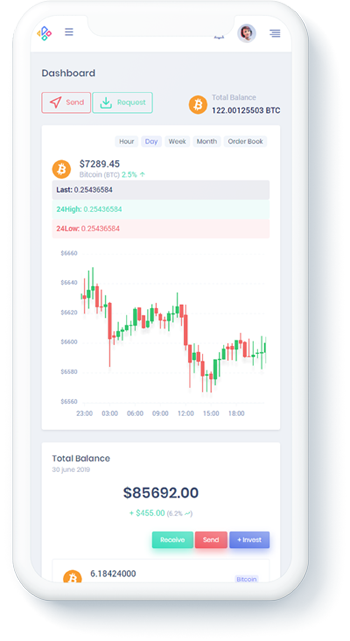 Dashboard
Send
Request
Total Balance
122.00125503 BTC
Hour
Day
Week
Month
Order Book
$7289.45
Bitcoin (BTC) 2.5% ↑
Last: 0.25436584
24High: 0.25436584
24Low: 0.25436584
$6660
$6640
$6620
$6600
$6680
$6660
23:00 03:00 06:00 09:00 12:00 15:00 18:00
Total Balance
30 june 2019
$85692.00
+ $455.00 (6.2%)
Receive
Send
+ Invest
6.18424000
Bitcoin